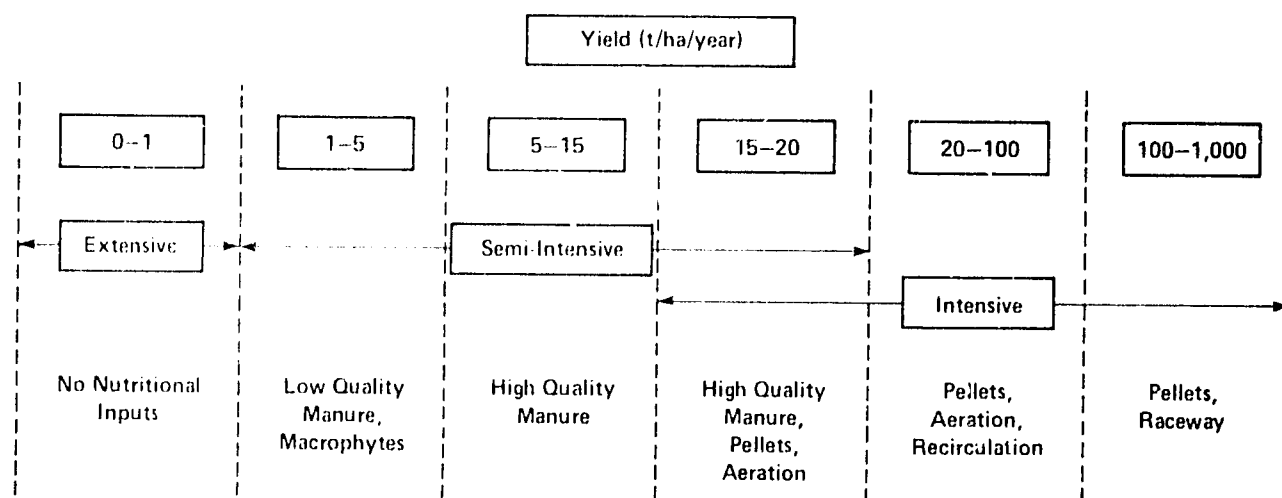 Yield (t/ha/year)
0–1
1–5
5–15
15–20
20–100
100–1,000
Extensive
Semi-Intensive
Intensive
No Nutritional
Inputs
Low Quality
Manure,
Macrophytes
High Quality
Manure
High Quality
Manure,
Pellets,
Aeration
Pellets,
Aeration,
Recirculation
Pellets,
Raceway